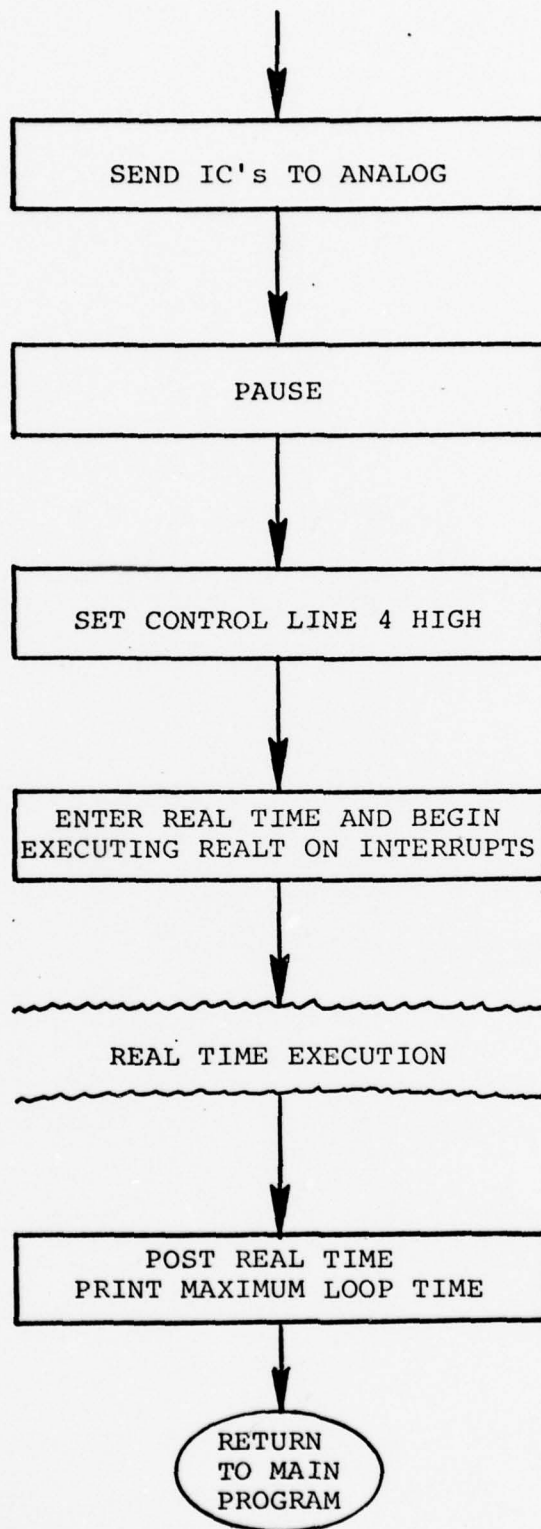 SEND IC's TO ANALOG
PAUSE
SET CONTROL LINE 4 HIGH
ENTER REAL TIME AND BEGIN
EXECUTING REALT ON INTERRUPTS
REAL TIME EXECUTION
POST REAL TIME
PRINT MAXIMUM LOOP TIME
RETURN
TO MAIN
PROGRAM